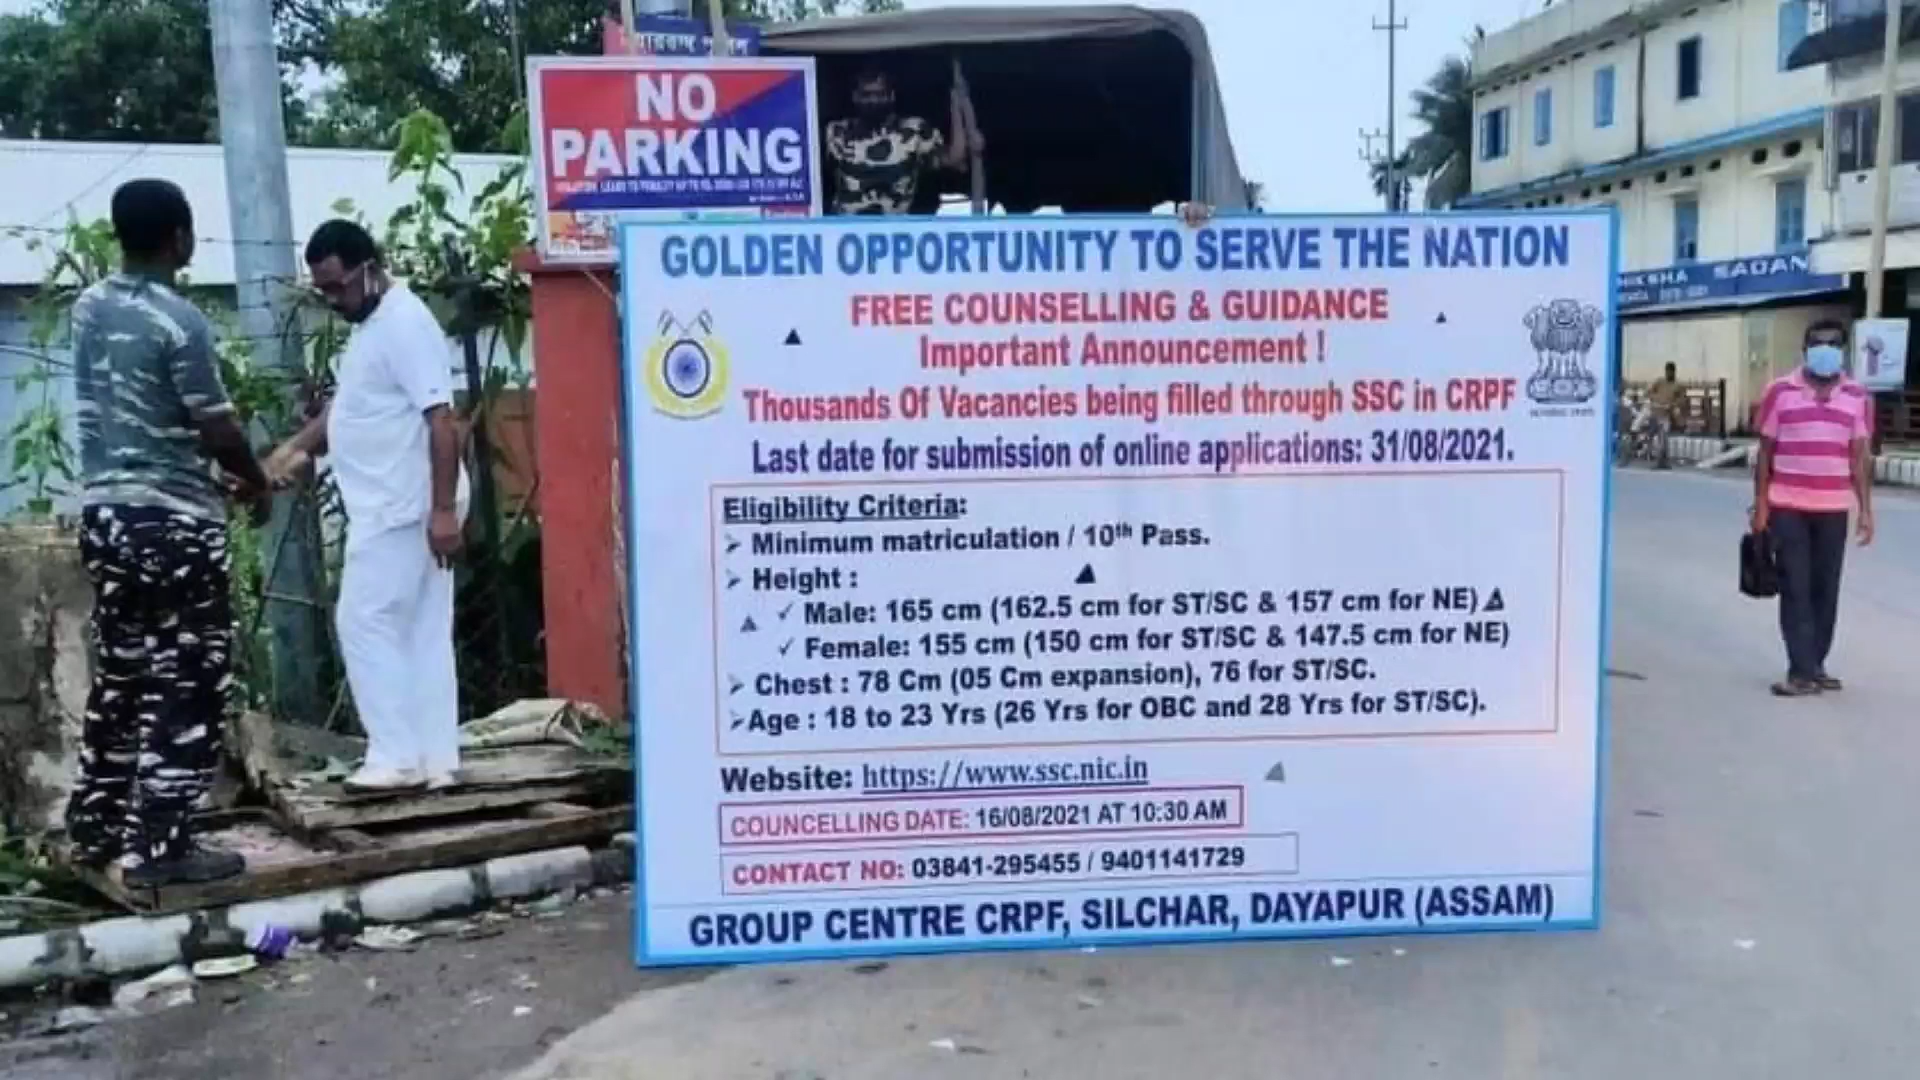 NO
PARKING
GOLDEN OPPORTUNITY TO SERVE THE NATION
FREE COUNSELLING & GUIDANCE
Important Announcement !
Thousands Of Vacancies being filled through SSC in CRPF
Last date for submission of online applications: 31/08/2021.
Eligibility Criteria:
➢ Minimum matriculation / 10th Pass.
➢ Height :
✓ Male: 165 cm (162.5 cm for ST/SC & 157 cm for NE)
✓ Female: 155 cm (150 cm for ST/SC & 147.5 cm for NE)
➢ Chest : 78 Cm (05 Cm expansion), 76 for ST/SC.
➢Age : 18 to 23 Yrs (26 Yrs for OBC and 28 Yrs for ST/SC).
Website: https://www.ssc.nic.in
COUNCELLING DATE: 16/08/2021 AT 10:30 AM
CONTACT NO: 03841-295455 / 9401141729
GROUP CENTRE CRPF, SILCHAR, DAYAPUR (ASSAM)
SADAN